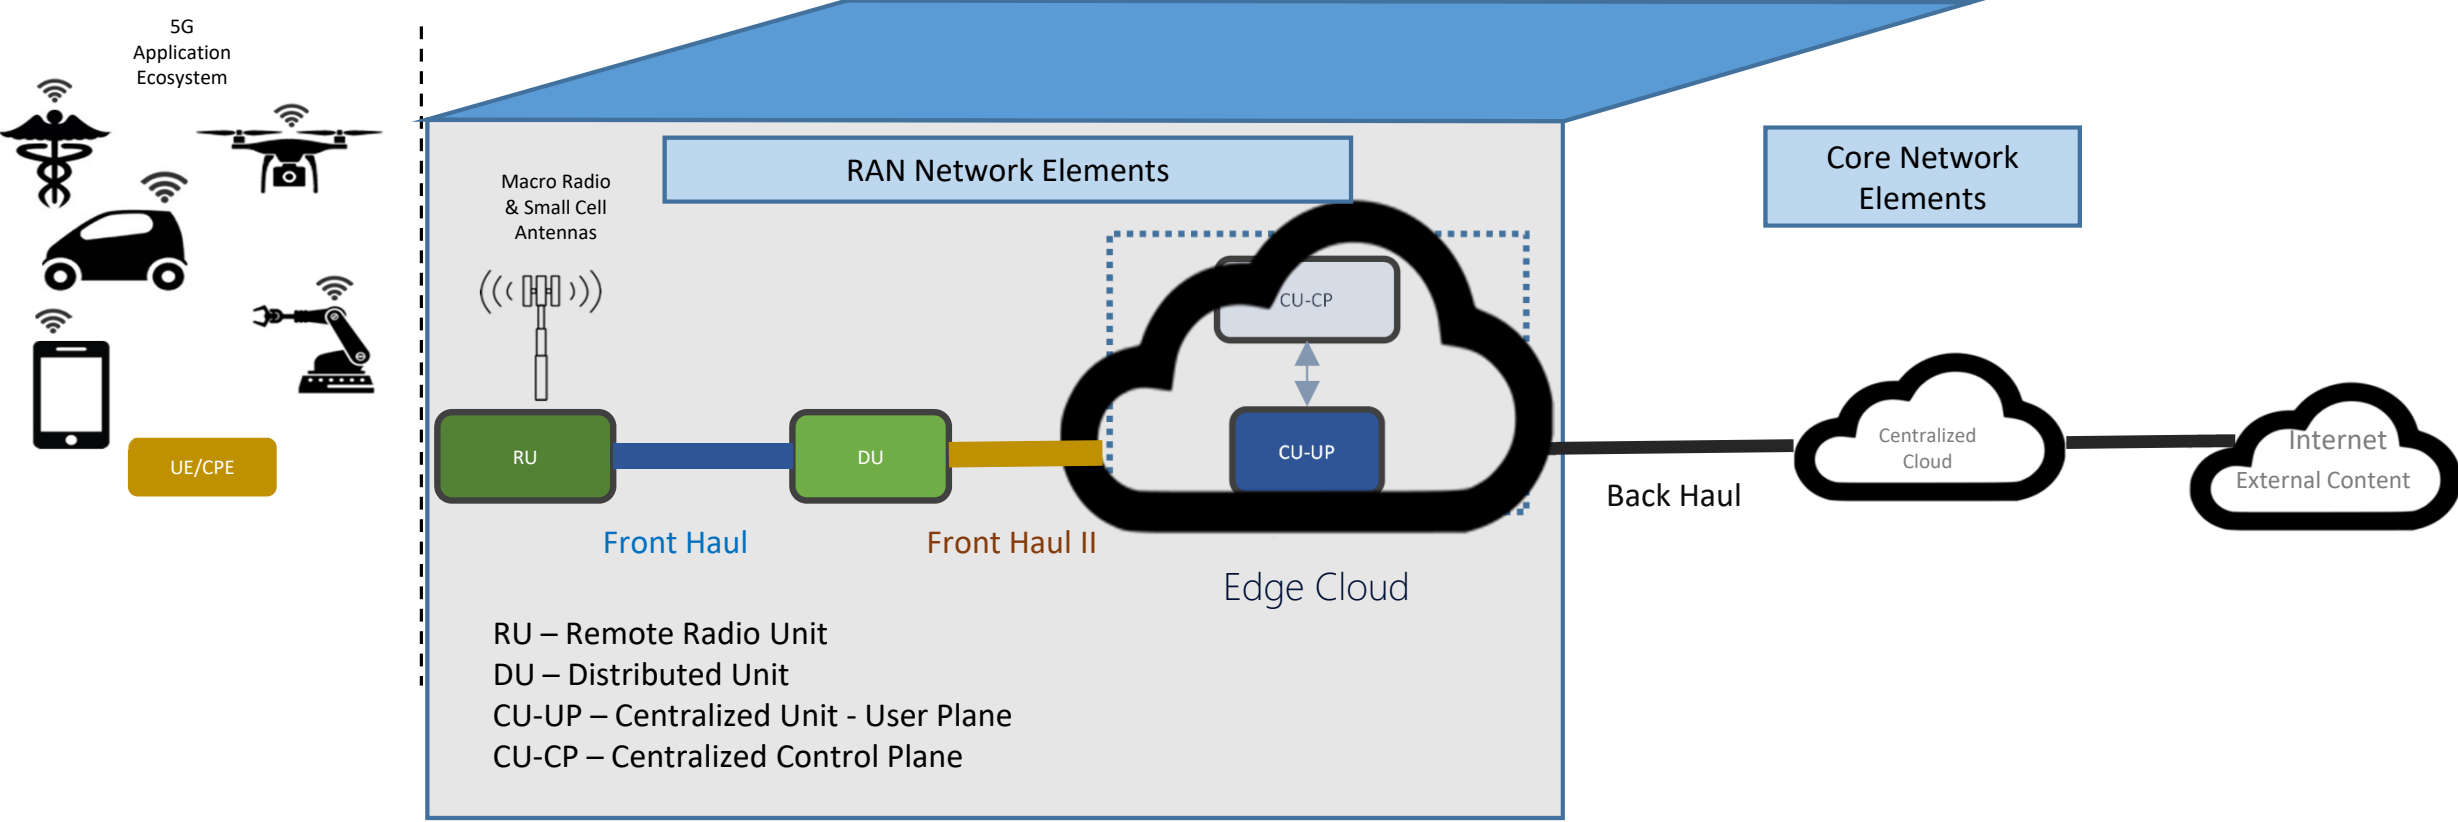 5G
Application
Ecosystem
UE/CPE
RAN Network Elements
Macro Radio
& Small Cell
Antennas
CU-CP
RU
DU
CU-UP
Front Haul
Front Haul II
Edge Cloud
RU – Remote Radio Unit
DU – Distributed Unit
CU-UP – Centralized Unit - User Plane
CU-CP – Centralized Control Plane
Core Network
Elements
Back Haul
Centralized
Cloud
Internet
External Content